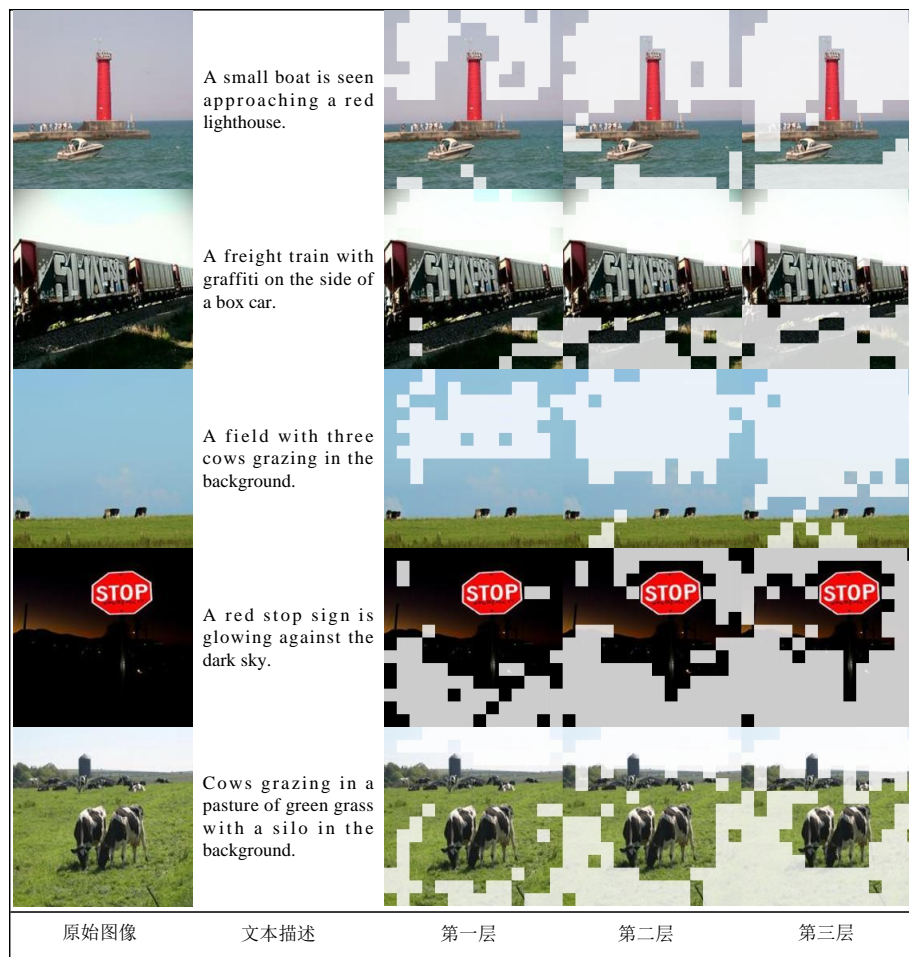 A small boat is seen
approaching a red
lighthouse.
A freight train with
graffiti on the side of
a box car.
A field with three
cows grazing in the
background.
STOP
A red stop sign is
glowing against the
dark sky.
STOP
STOP
STOP
Cows grazing in a
pasture of green grass
with a silo in the
background.
原始图像
文本描述
第一层
第二层
第三层